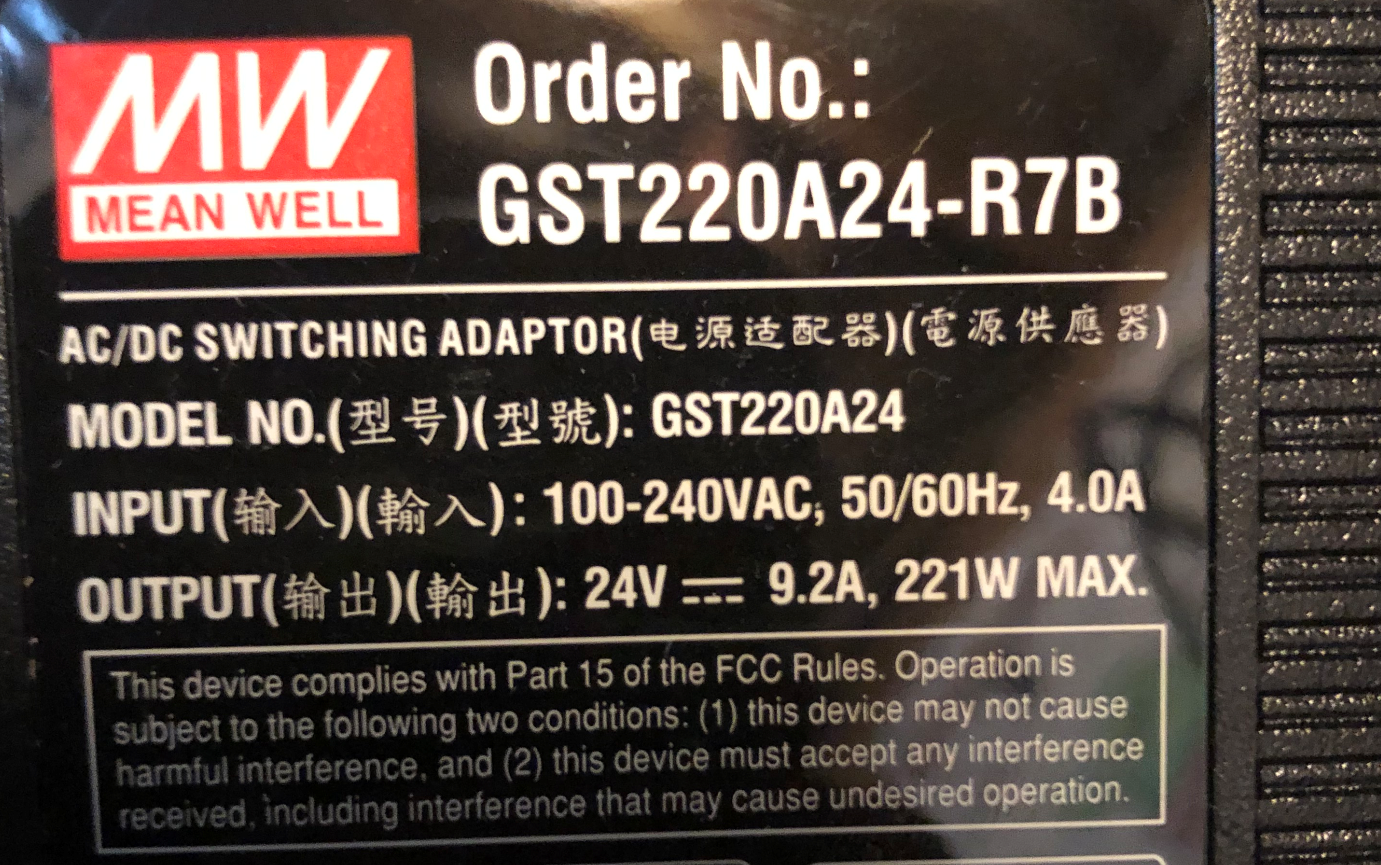 MW
MEAN WELL
Order No.:
GST220A24-R7B
AC/DC SWITCHING ADAPTOR(电源适配器)(電源供應器)
MODEL NO.(型号)(型號): GST220A24
INPUT(输入)(輸入): 100-240VAC, 50/60Hz, 4.0A
OUTPUT(输出)(輸出): 24V ⎓ 9.2A, 221W MAX.
This device complies with Part 15 of the FCC Rules. Operation is
subject to the following two conditions: (1) this device may not cause
harmful interference, and (2) this device must accept any interference
received, including interference that may cause undesired operation.